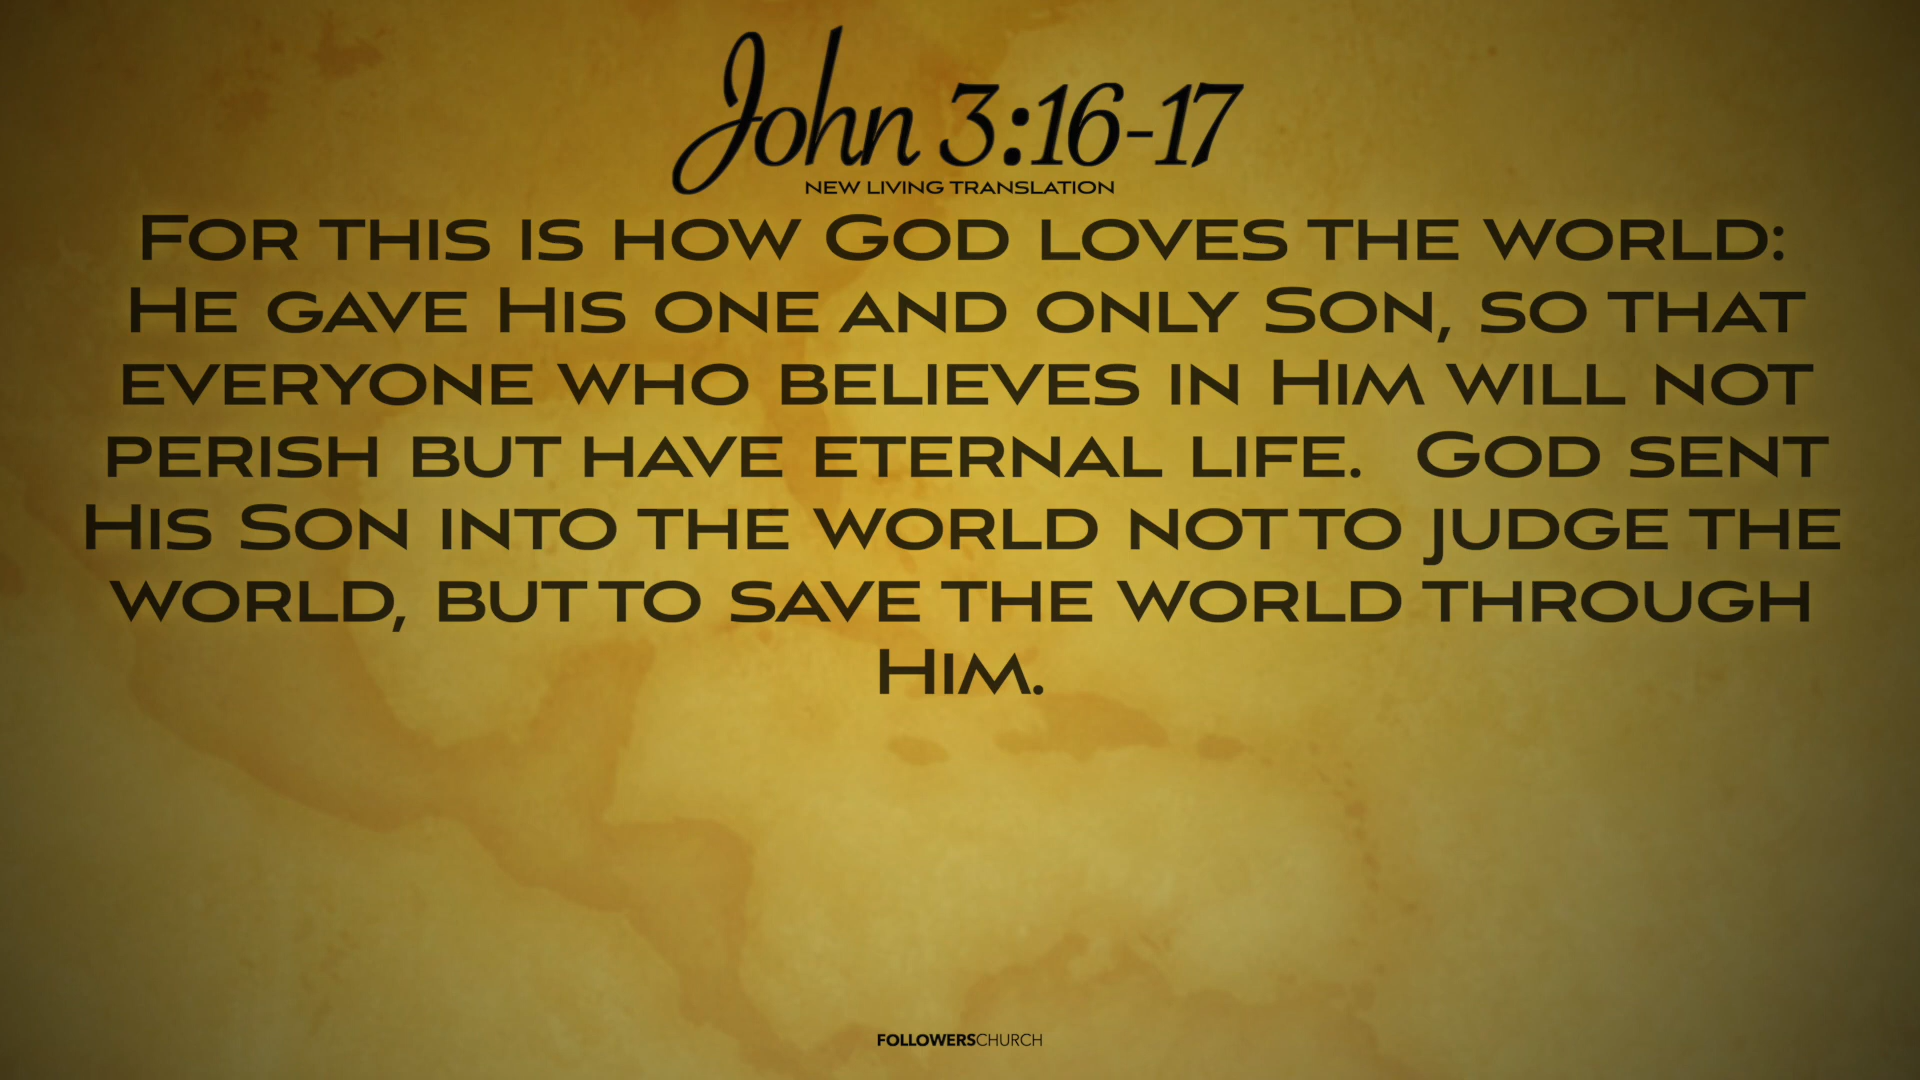 John 3:16-17
NEW LIVING TRANSLATION
For this is how God loves the world:
He gave His one and only Son, so that
everyone who believes in Him will not
perish but have eternal life.  God sent
His Son into the world not to judge the
world, but to save the world through
Him.
FOLLOWERSCHURCH